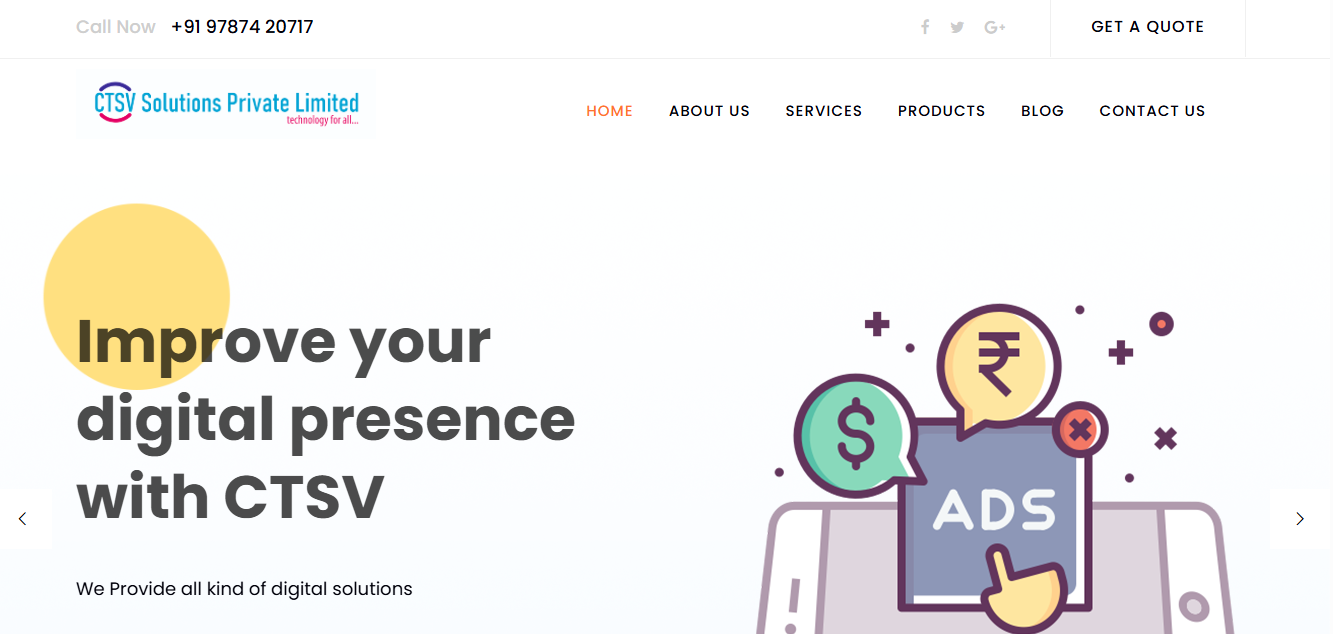 Call Now +91 97874 20717
GET A QUOTE
CTSV Solutions Private Limited
technology for all...
HOME ABOUT US SERVICES PRODUCTS BLOG CONTACT US
Improve your
digital presence
with CTSV
We Provide all kind of digital solutions
₹
$
ADS